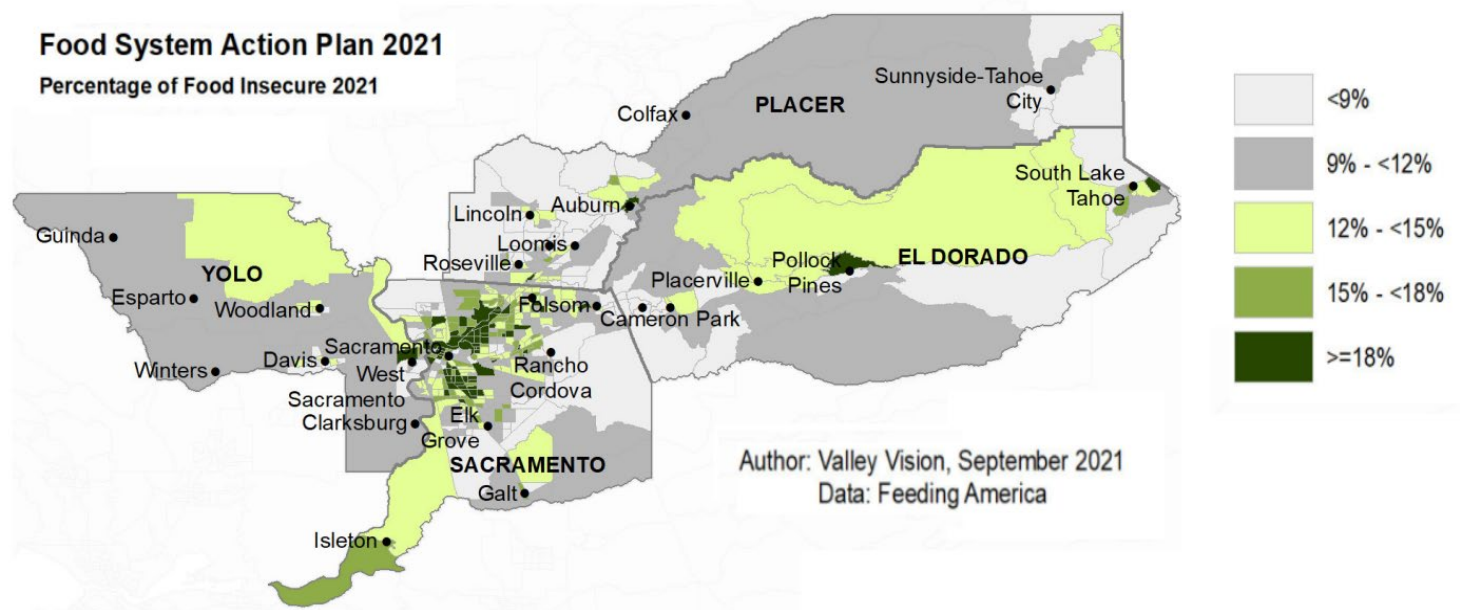 Food System Action Plan 2021
Percentage of Food Insecure 2021
Sunnyside-Tahoe
City
Colfax
PLACER
South Lake
Tahoe
Lincoln
Auburn
Guinda
Loomis
YOLO
Roseville
EL DORADO
Pollock
Pines
Placerville
Esparto
Woodland
Folsom
Cameron Park
Sacramento
Davis
West
Sacramento
Rancho
Cordova
Winters
Clarksburg
Elk
Grove
SACRAMENTO
Galt
Isleton
<9%
9% - <12%
12% - <15%
15% - <18%
>=18%
Author: Valley Vision, September 2021
Data: Feeding America